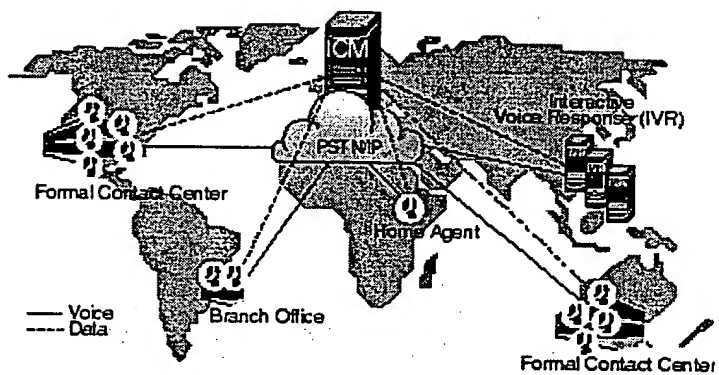 ICM
Interactive
Voice Response (IVR)
PSTN/IP
Formal Contact Center
Home Agent
Branch Office
Voice
Data
Formal Contact Center